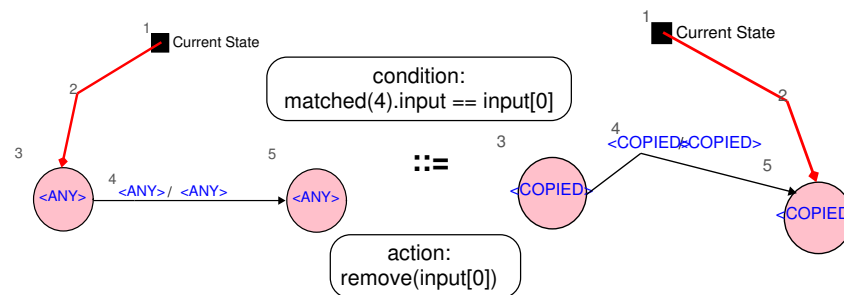 1
Current State
2
3
<ANY>
4
<ANY>/ <ANY>
5
<ANY>
condition:
matched(4).input == input[0]
::=
action:
remove(input[0])
1
Current State
2
3
<COPIED>
4
<COPIED>/<COPIED>
5
<COPIED>